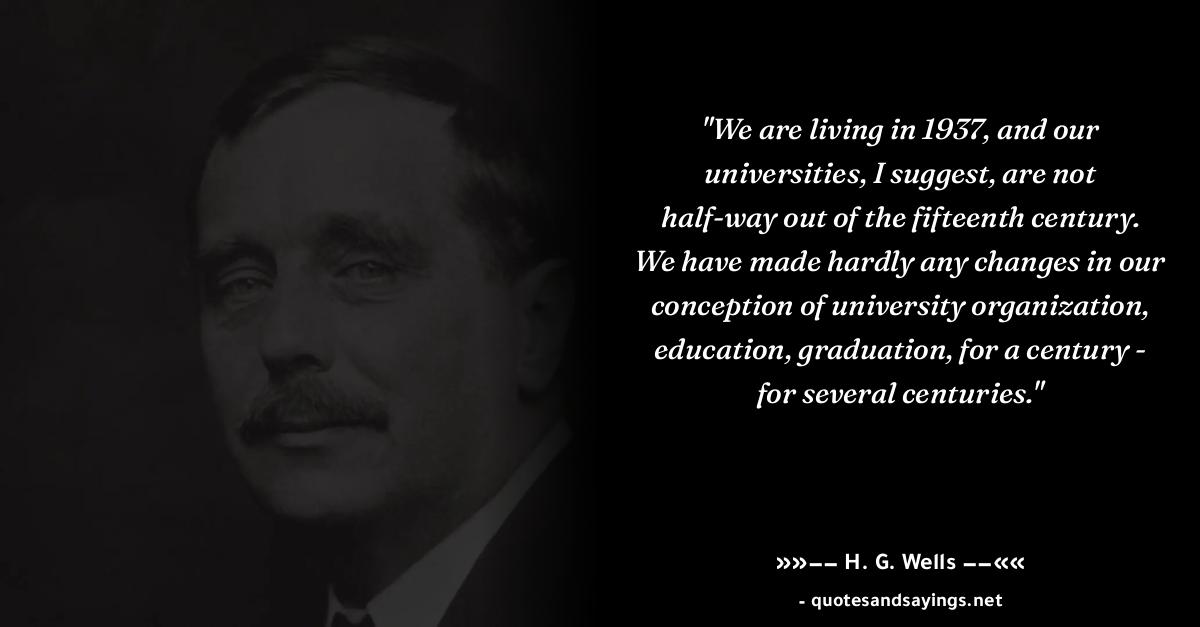 "We are living in 1937, and our
universities, I suggest, are not
half-way out of the fifteenth century.
We have made hardly any changes in our
conception of university organization,
education, graduation, for a century -
for several centuries."
»»-- H. G. Wells --««
- quotesandsayings.net